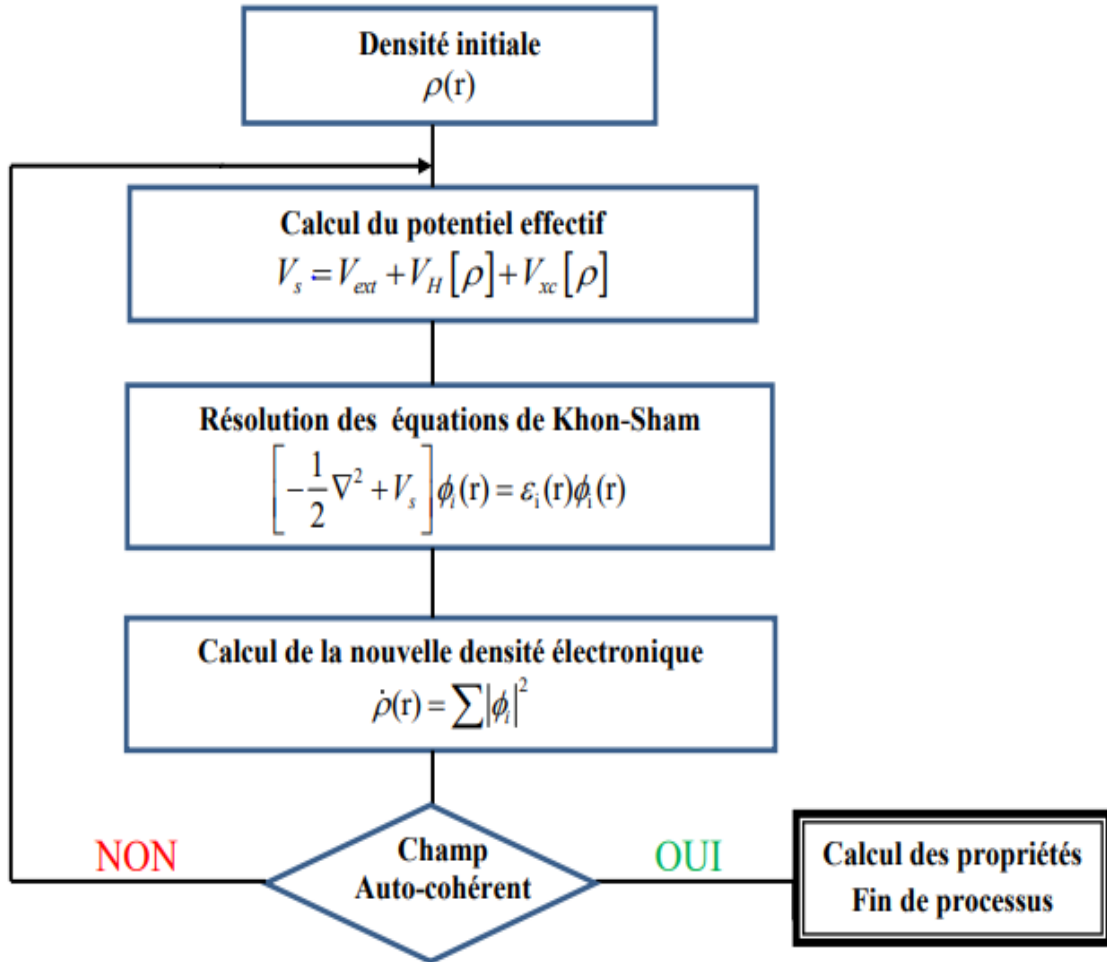 Densité initiale
ρ(r)
Calcul du potentiel effectif
V_s = V_ext + V_H [ρ] + V_xc [ρ]
Résolution des équations de Khon-Sham
[-1/2 ∇² + V_s] ϕ_i(r) = ε_i(r)ϕ_i(r)
Calcul de la nouvelle densité électronique
ρ̇(r) = ∑|ϕ_i|²
NON
Champ
Auto-cohérent
OUI
Calcul des propriétés
Fin de processus